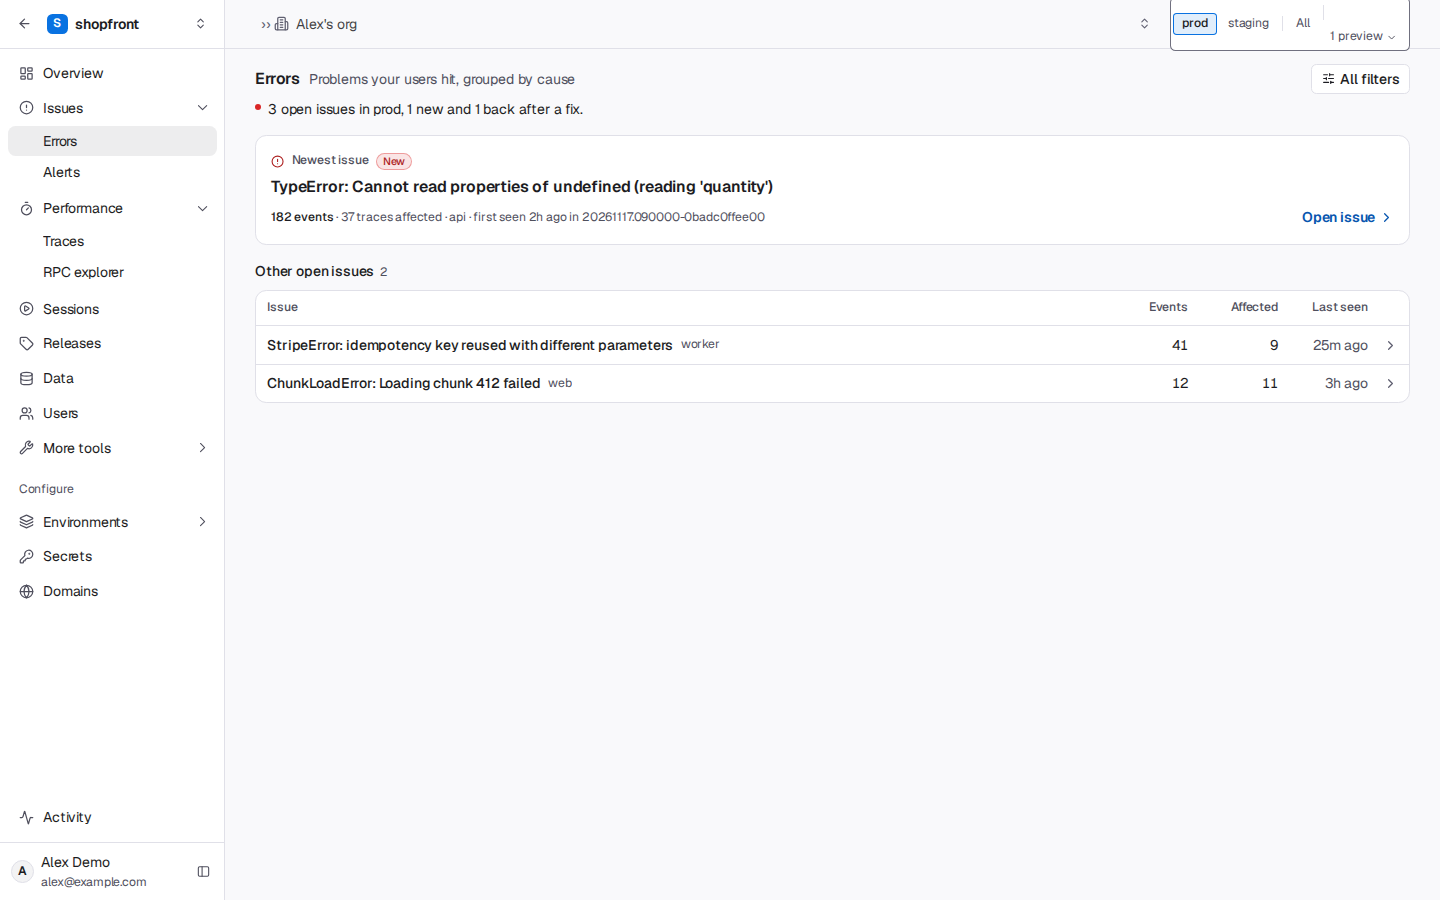 S shopfront
›› Alex's org
prod staging All
1 preview
Overview
Issues
Errors
Alerts
Performance
Traces
RPC explorer
Sessions
Releases
Data
Users
More tools
Configure
Environments
Secrets
Domains
Activity
A Alex Demo
alex@example.com
Errors Problems your users hit, grouped by cause
All filters
3 open issues in prod, 1 new and 1 back after a fix.
Newest issue New
TypeError: Cannot read properties of undefined (reading 'quantity')
182 events · 37 traces affected · api · first seen 2h ago in 20261117.090000-0badc0ffee00
Open issue
Other open issues 2
Issue Events Affected Last seen
StripeError: idempotency key reused with different parameters worker 41 9 25m ago
ChunkLoadError: Loading chunk 412 failed web 12 11 3h ago